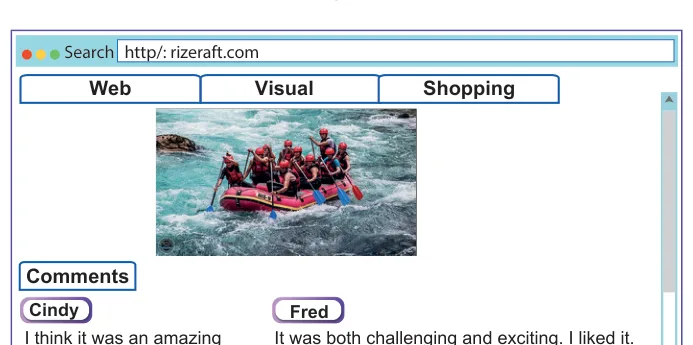 Search http/: rizeraft.com
Web Visual Shopping
Comments
Cindy Fred
I think it was an amazing It was both challenging and exciting. I liked it.